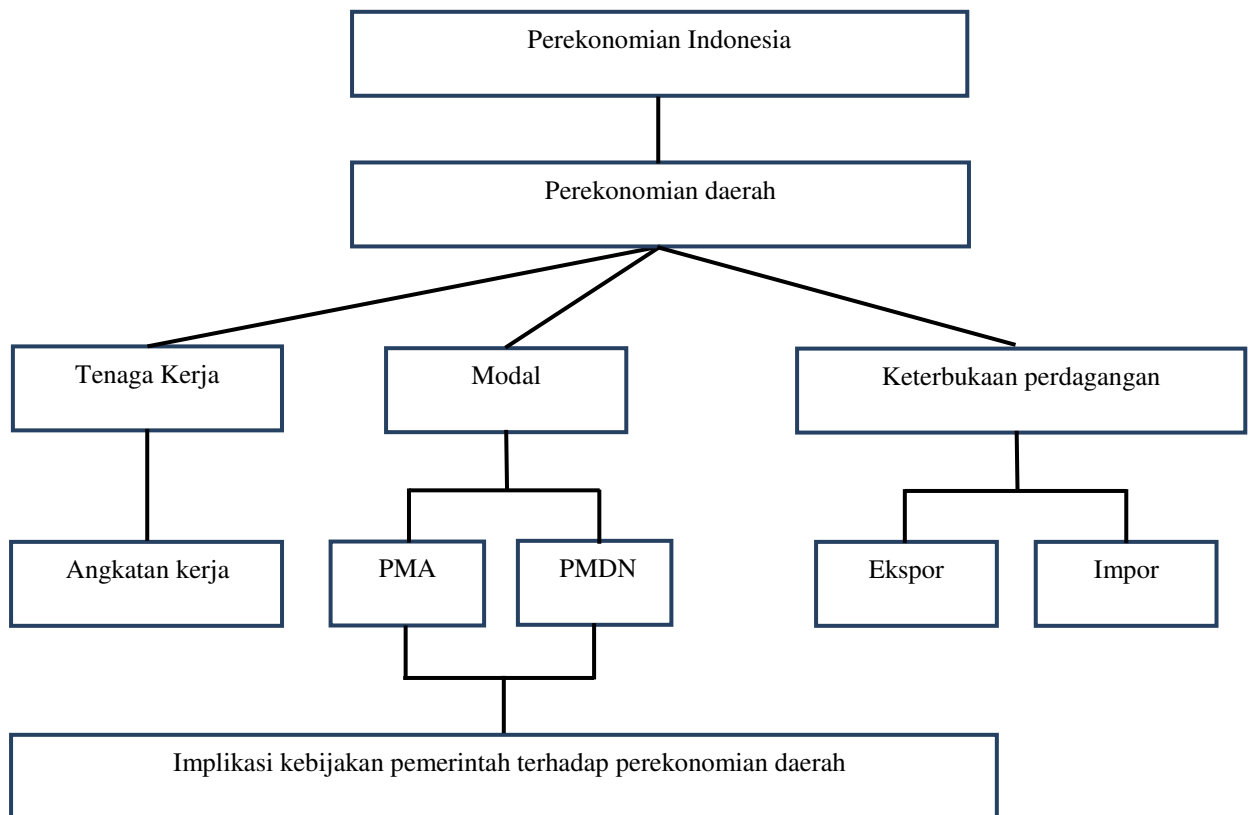 Perekonomian Indonesia
Perekonomian daerah
Tenaga Kerja
Modal
Keterbukaan perdagangan
Angkatan kerja
PMA
PMDN
Ekspor
Impor
Implikasi kebijakan pemerintah terhadap perekonomian daerah